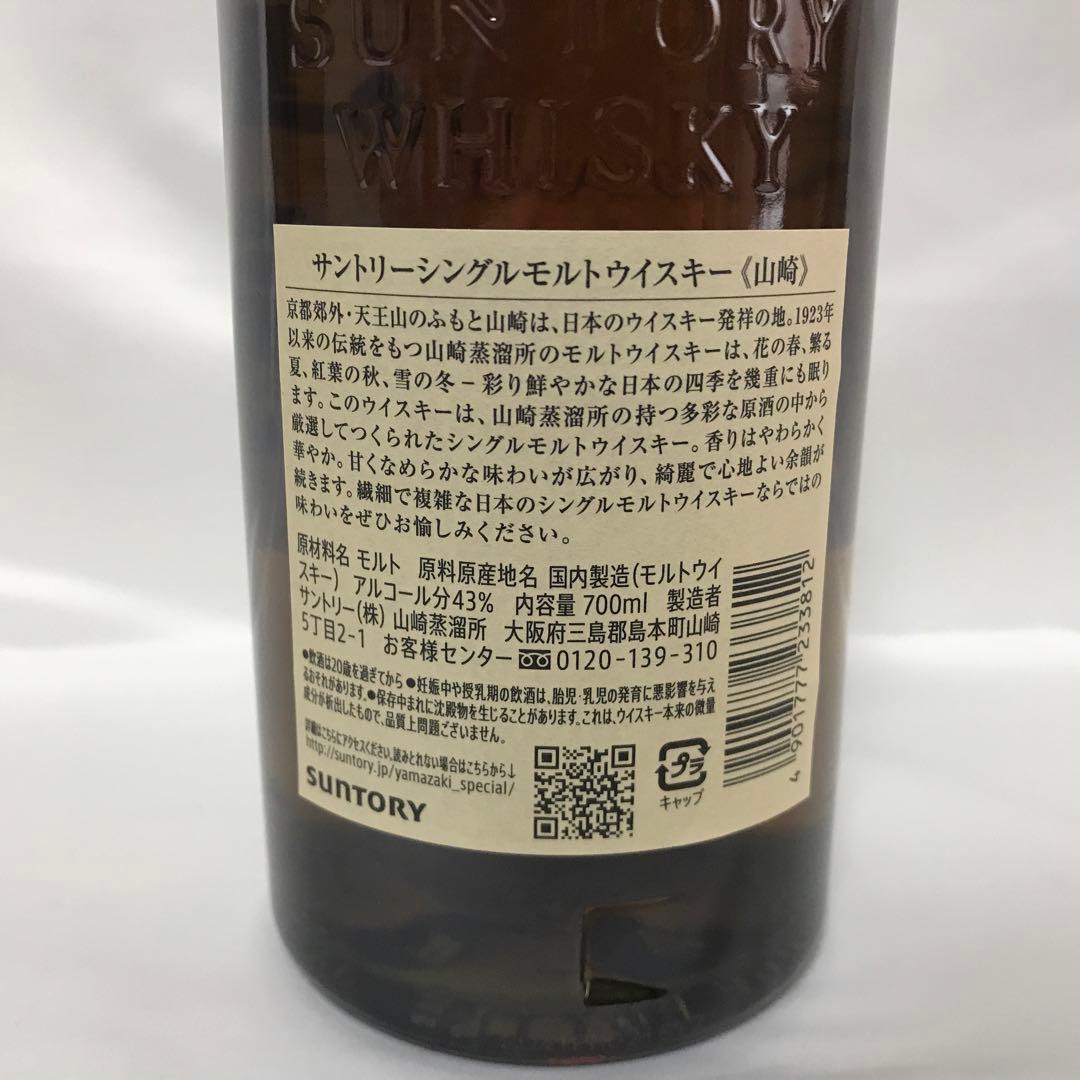 SUNTORY
WHISKY
サントリーシングルモルトウイスキー《山崎》
京都郊外・天王山のふもと山崎は、日本のウイスキー発祥の地。1923年
以来の伝統をもつ山崎蒸溜所のモルトウイスキーは、花の春、繁る
夏、紅葉の秋、雪の冬－彩り鮮やかな日本の四季を幾重にも眠り
ます。このウイスキーは、山崎蒸溜所の持つ多彩な原酒の中から
厳選してつくられたシングルモルトウイスキー。香りはやわらかく
華やか。甘くなめらかな味わいが広がり、綺麗で心地よい余韻が
続きます。繊細で複雑な日本のシングルモルトウイスキーならではの
味わいをぜひお愉しみください。
原材料名 モルト 原料原産地名 国内製造(モルトウイ
スキー) アルコール分43% 内容量 700ml 製造者
サントリー(株) 山崎蒸溜所 大阪府三島郡島本町山崎
5丁目2-1 お客様センター 0120-139-310
●飲酒は20歳を過ぎてから ●妊娠中や授乳期の飲酒は、胎児・乳児の発育に悪影響を与え
るおそれがあります。●保存中まれに沈殿物を生じることがあります。これは、ウイスキー本来の微量
成分が析出したもので、品質上問題ございません。
詳細はこちらにアクセスください。読みとれない場合はこちらから↓
http://suntory.jp/yamazaki_special/
SUNTORY
プラ
キャップ
4 901777 233812